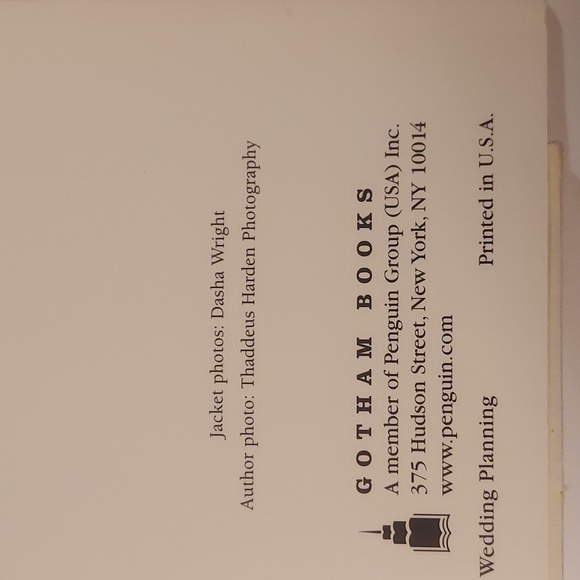 Jacket photos: Dasha Wright
Author photo: Thaddeus Harden Photography
GOTHAM BOOKS
A member of Penguin Group (USA) Inc.
375 Hudson Street, New York, NY 10014
www.penguin.com
Wedding Planning Printed in U.S.A.